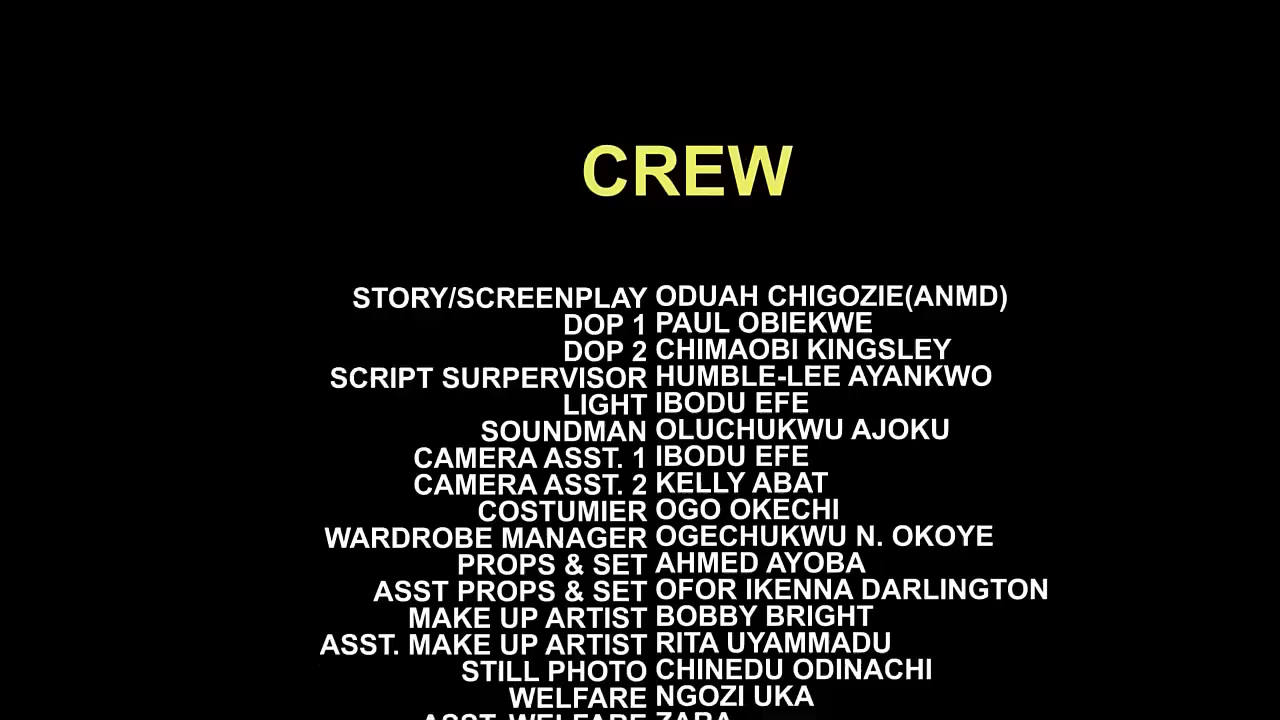 CREW
STORY/SCREENPLAY ODUAH CHIGOZIE(ANMD)
DOP 1 PAUL OBIEKWE
DOP 2 CHIMAOBI KINGSLEY
SCRIPT SURPERVISOR HUMBLE-LEE AYANKWO
LIGHT IBODU EFE
SOUNDMAN OLUCHUKWU AJOKU
CAMERA ASST. 1 IBODU EFE
CAMERA ASST. 2 KELLY ABAT
COSTUMIER OGO OKECHI
WARDROBE MANAGER OGECHUKWU N. OKOYE
PROPS & SET AHMED AYOBA
ASST PROPS & SET OFOR IKENNA DARLINGTON
MAKE UP ARTIST BOBBY BRIGHT
ASST. MAKE UP ARTIST RITA UYAMMADU
STILL PHOTO CHINEDU ODINACHI
WELFARE NGOZI UKA
ASST. WELFARE ZARA